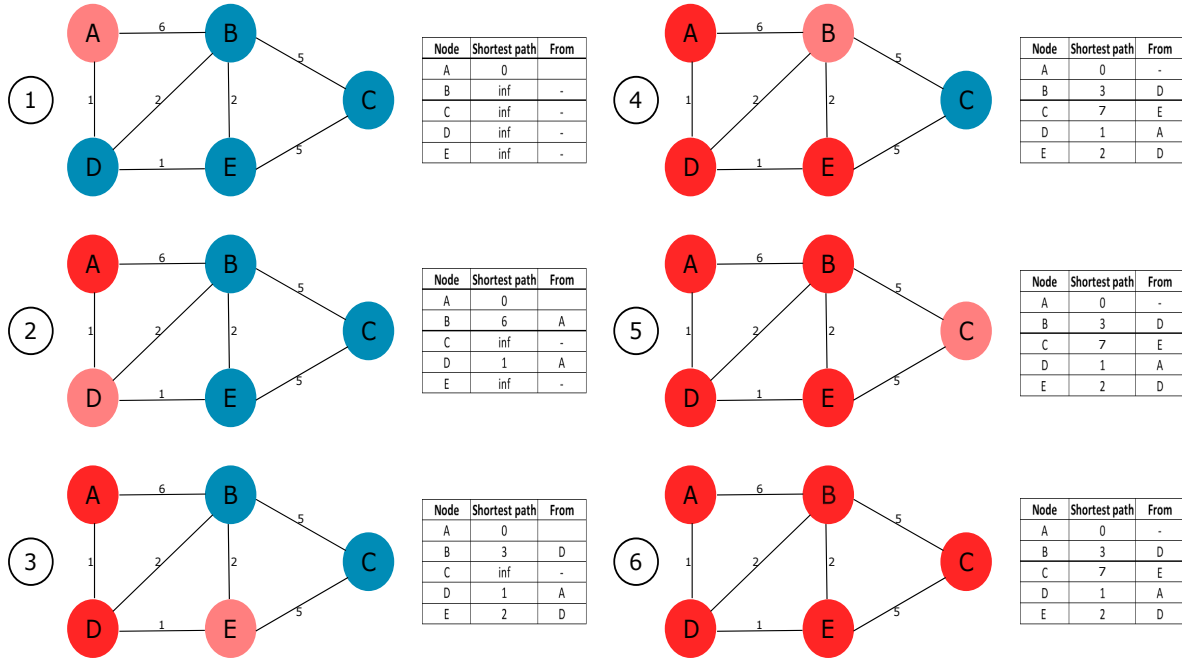 1
A
B
C
D
E
6
1
2
2
5
5
1
Node Shortest path From
A 0
B inf -
C inf -
D inf -
E inf -
2
A
B
C
D
E
6
1
2
2
5
5
1
Node Shortest path From
A 0
B 6 A
C inf -
D 1 A
E inf -
3
A
B
C
D
E
6
1
2
2
5
5
1
Node Shortest path From
A 0
B 3 D
C inf -
D 1 A
E 2 D
4
A
B
C
D
E
6
1
2
2
5
5
1
Node Shortest path From
A 0 -
B 3 D
C 7 E
D 1 A
E 2 D
5
A
B
C
D
E
6
1
2
2
5
5
1
Node Shortest path From
A 0 -
B 3 D
C 7 E
D 1 A
E 2 D
6
A
B
C
D
E
6
1
2
2
5
5
1
Node Shortest path From
A 0 -
B 3 D
C 7 E
D 1 A
E 2 D